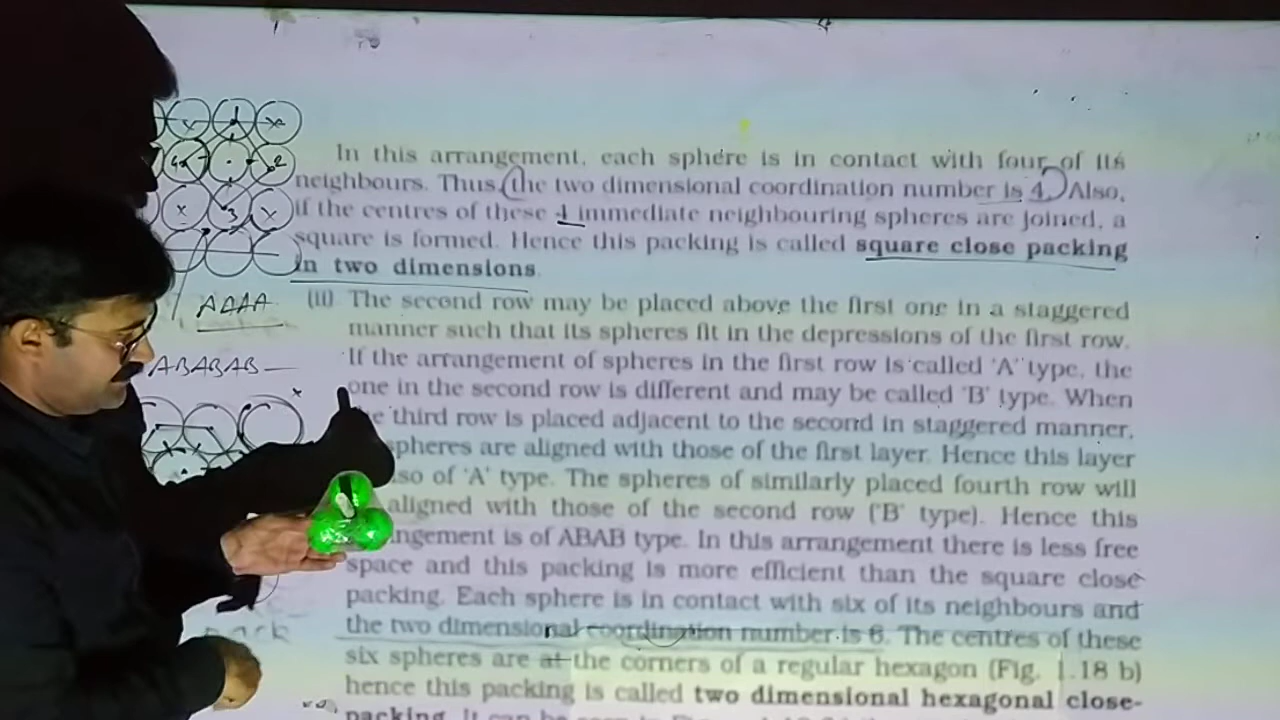 In this arrangement, each sphere is in contact with four of its
neighbours. Thus, the two dimensional coordination number is 4. Also,
if the centres of these 4 immediate neighbouring spheres are joined, a
square is formed. Hence this packing is called square close packing
in two dimensions.
AAAA
(ii) The second row may be placed above the first one in a staggered
manner such that its spheres fit in the depressions of the first row.
ABABAB
If the arrangement of spheres in the first row is called 'A' type, the
one in the second row is different and may be called 'B' type. When
third row is placed adjacent to the second in staggered manner,
spheres are aligned with those of the first layer. Hence this layer
so of 'A' type. The spheres of similarly placed fourth row will
aligned with those of the second row ('B' type). Hence this
ngement is of ABAB type. In this arrangement there is less free
space and this packing is more efficient than the square close
packing. Each sphere is in contact with six of its neighbours and
the two dimensional coordination number is 6. The centres of these
six spheres are at the corners of a regular hexagon (Fig. 1.18 b)
hence this packing is called two dimensional hexagonal close-
packing. It can be seen in